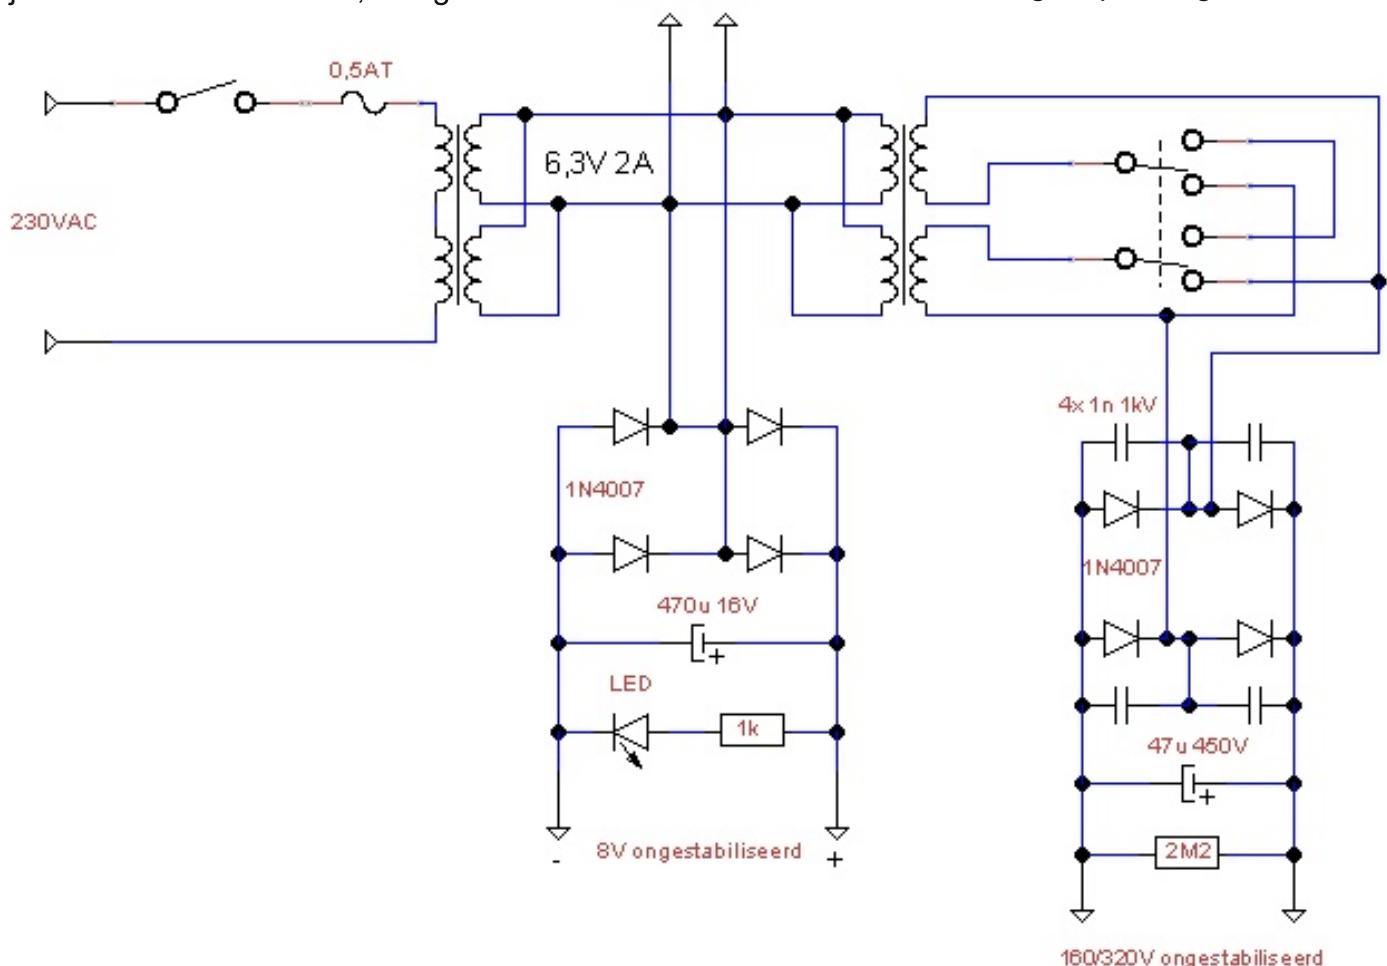 0,5AT
6,3V 2A
230VAC
4x 1n 1kV
1N4007
1N4007
470u 16V
+
LED
1k
47u 450V
+
8V ongestabiliseerd
- +
2M2
160/320V ongestabiliseerd